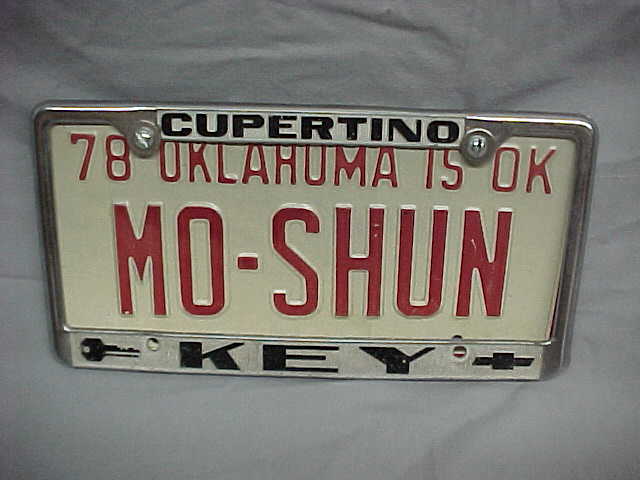 CUPERTINO
78 OKLAHOMA IS OK
MO-SHUN
KEY